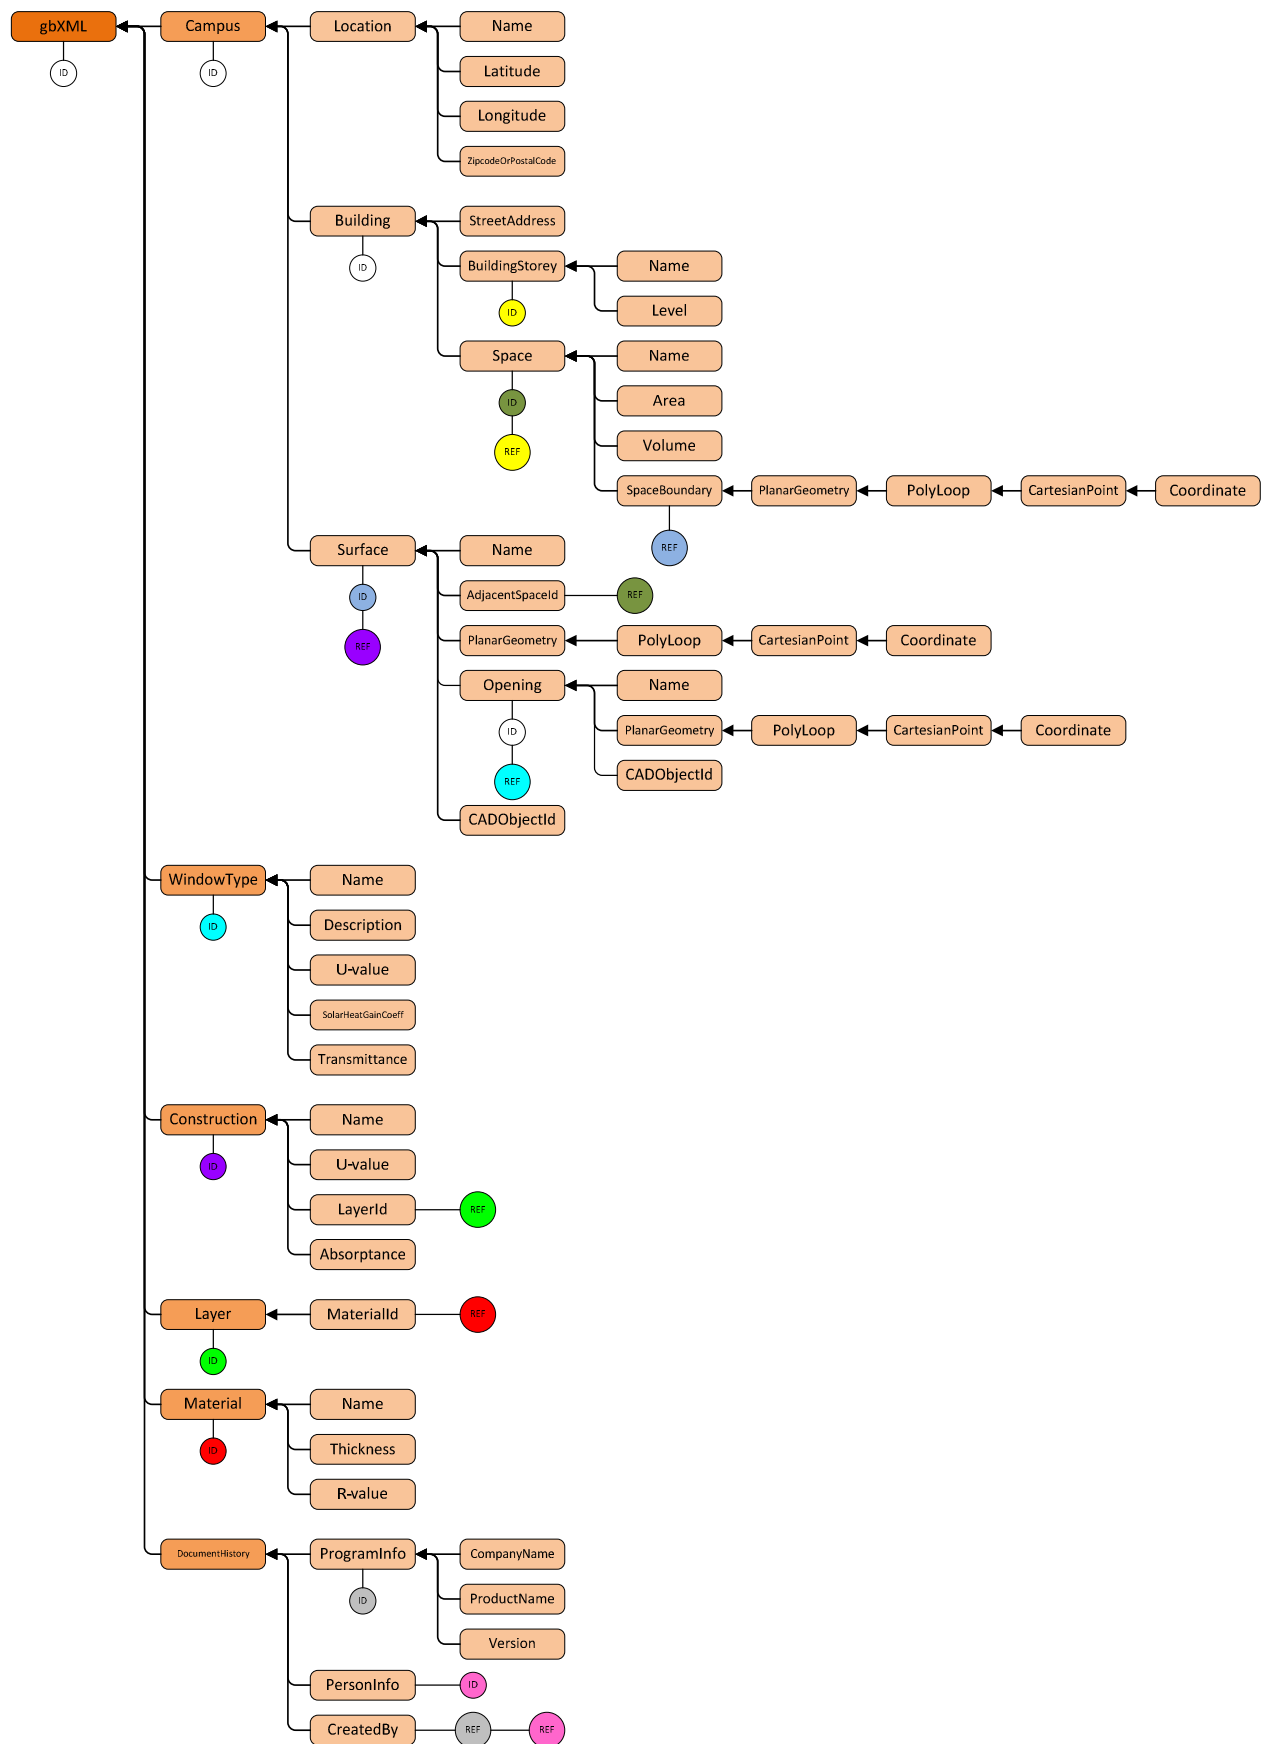 gbXML Campus Location Name
ID ID Latitude
Longitude
ZipcodeOrPostalCode
Building StreetAddress
ID BuildingStorey Name
ID Level
Space Name
ID Area
REF Volume
SpaceBoundary PlanarGeometry PolyLoop CartesianPoint Coordinate
REF
Surface Name
ID AdjacentSpaceId REF
REF PlanarGeometry PolyLoop CartesianPoint Coordinate
Opening Name
ID PlanarGeometry PolyLoop CartesianPoint Coordinate
REF CADObjectId
CADObjectId
WindowType Name
ID Description
U-value
SolarHeatGainCoeff
Transmittance
Construction Name
ID U-value
LayerId REF
Absorptance
Layer MaterialId REF
ID
Material Name
ID Thickness
R-value
DocumentHistory ProgramInfo CompanyName
ID ProductName
Version
PersonInfo ID
CreatedBy REF REF